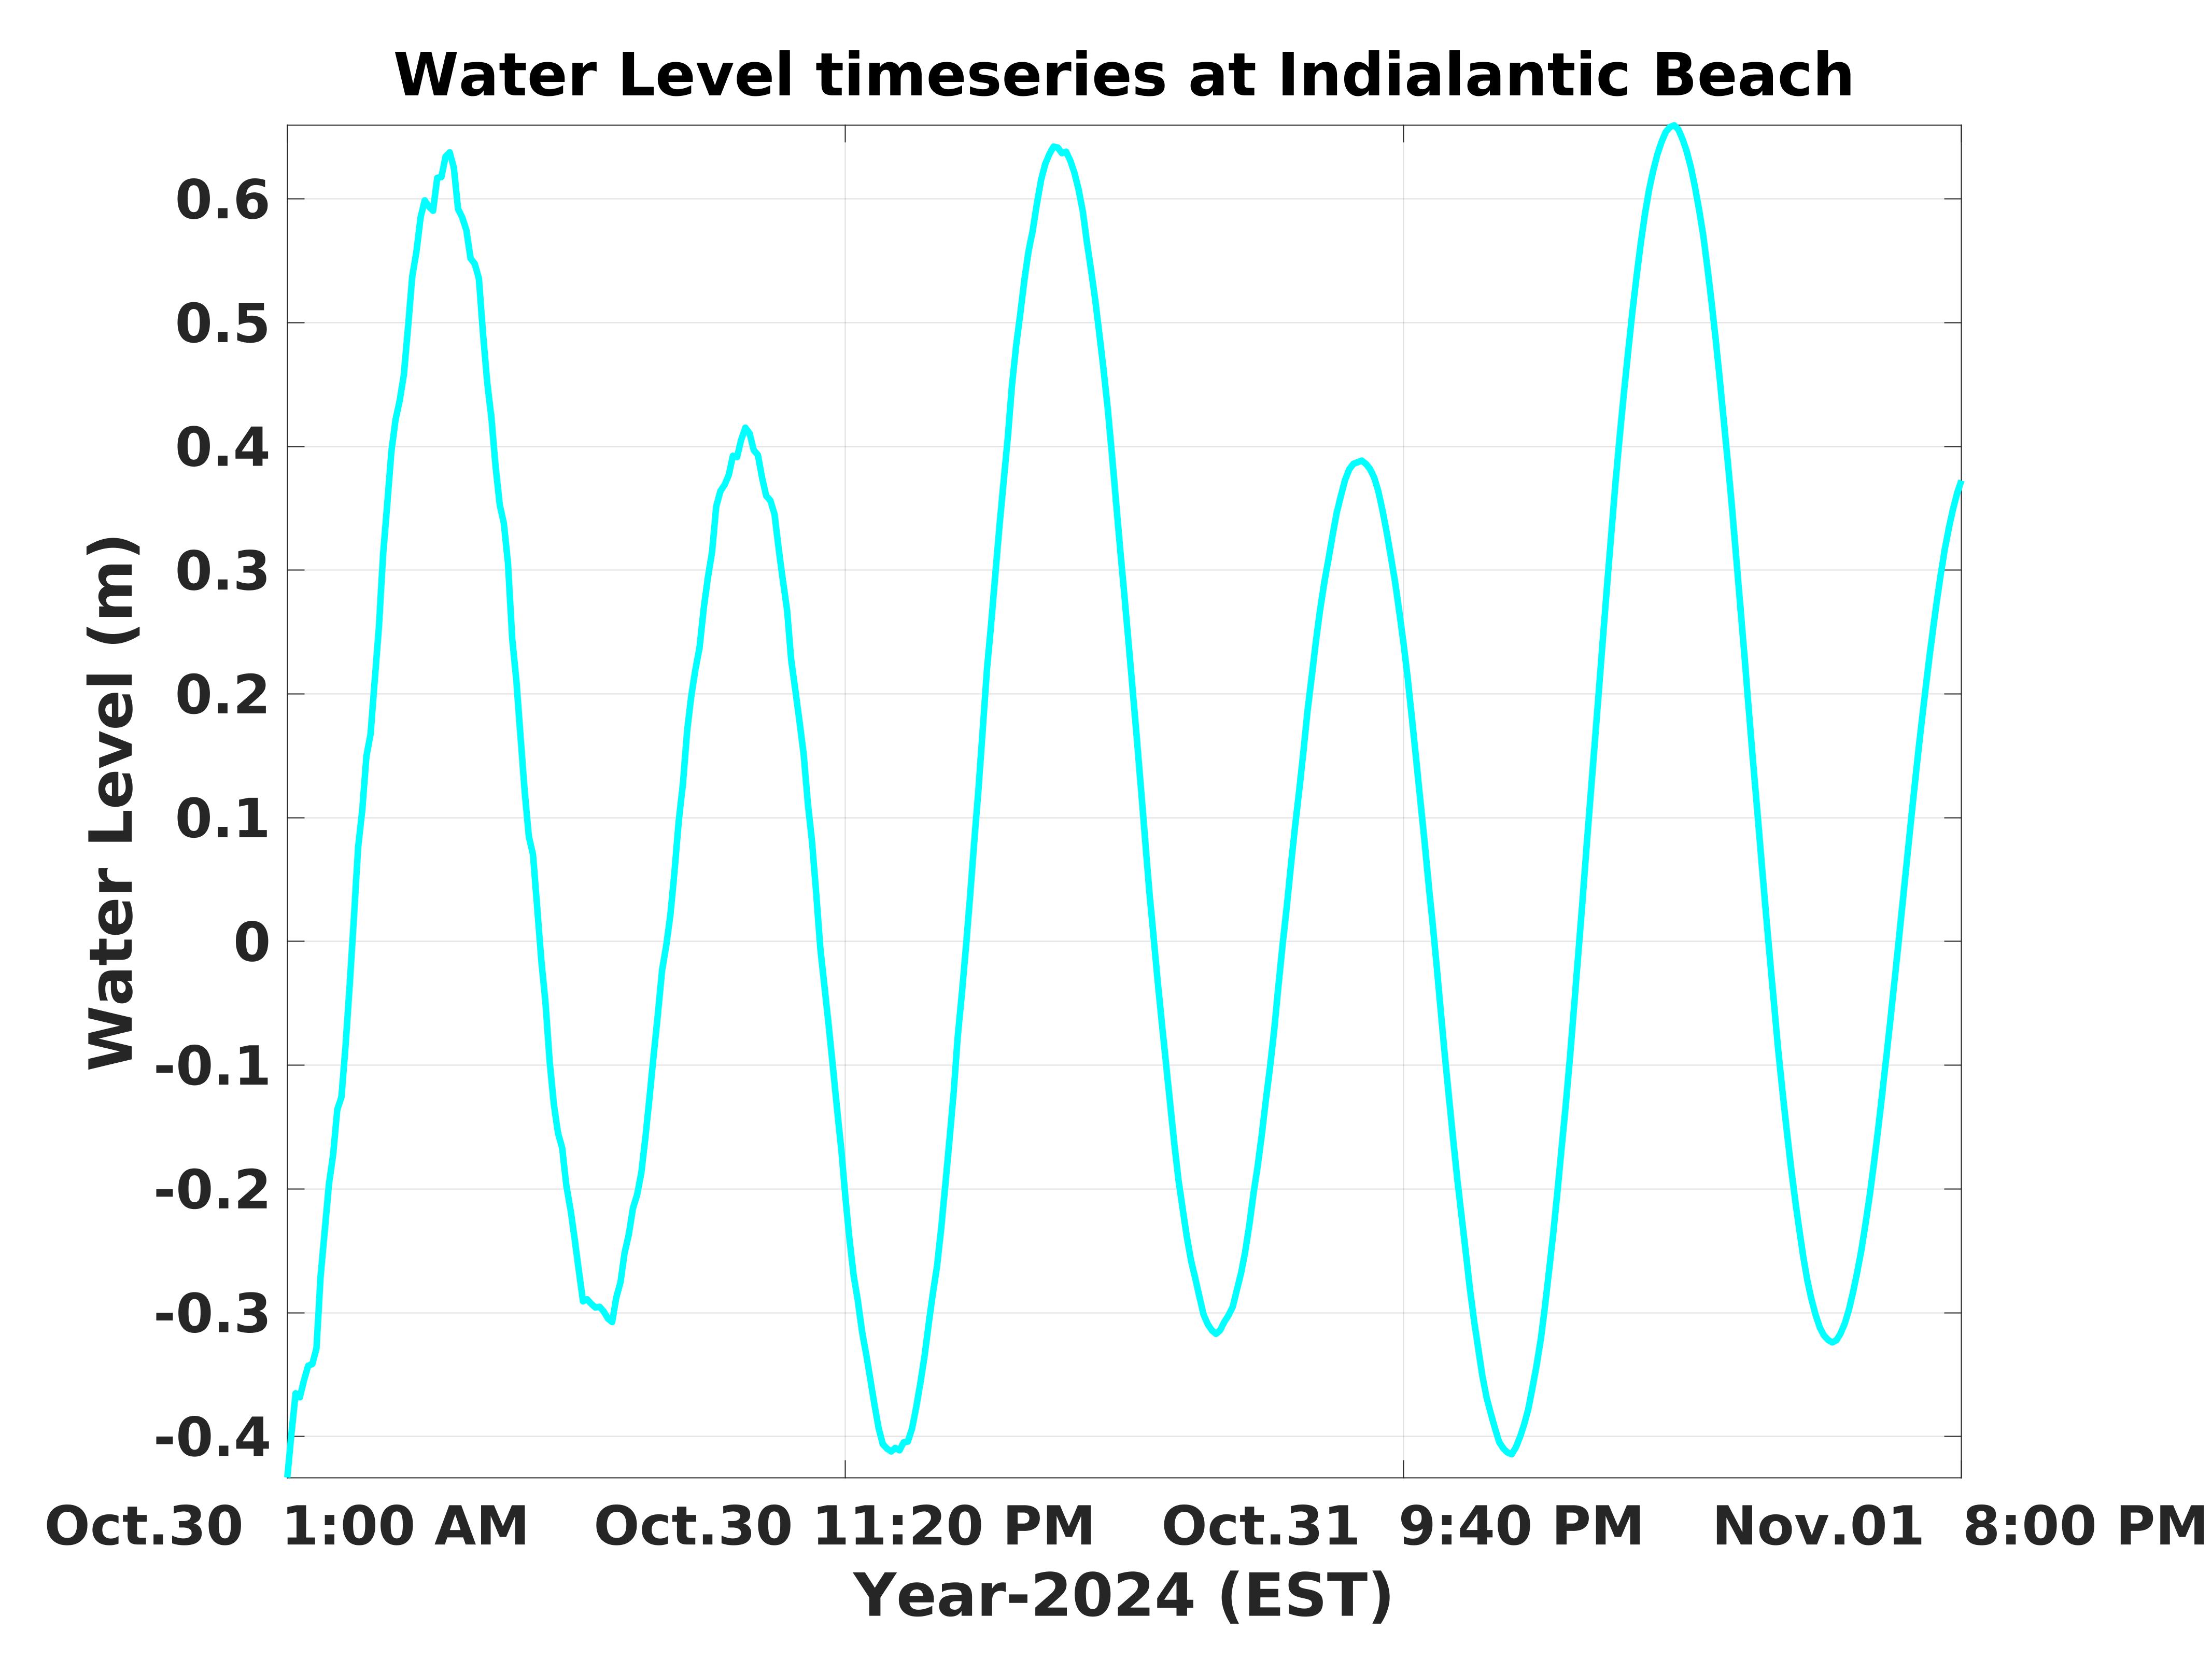 Water Level timeseries at Indialantic Beach
Water Level (m)
0.6
0.5
0.4
0.3
0.2
0.1
0
-0.1
-0.2
-0.3
-0.4
Oct.30 1:00 AM Oct.30 11:20 PM Oct.31 9:40 PM Nov.01 8:00 PM
Year-2024 (EST)